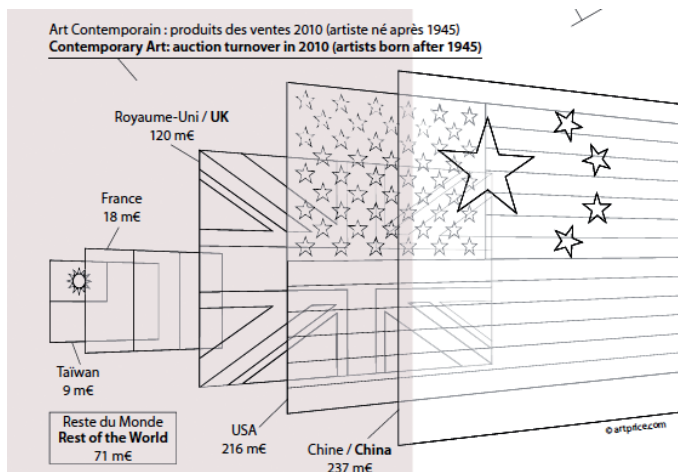 Art Contemporain : produits des ventes 2010 (artiste né après 1945)
Contemporary Art: auction turnover in 2010 (artists born after 1945)
Royaume-Uni / UK
120 m€
France
18 m€
Taïwan
9 m€
Reste du Monde
Rest of the World
71 m€
USA
216 m€
Chine / China
237 m€
© artprice.com